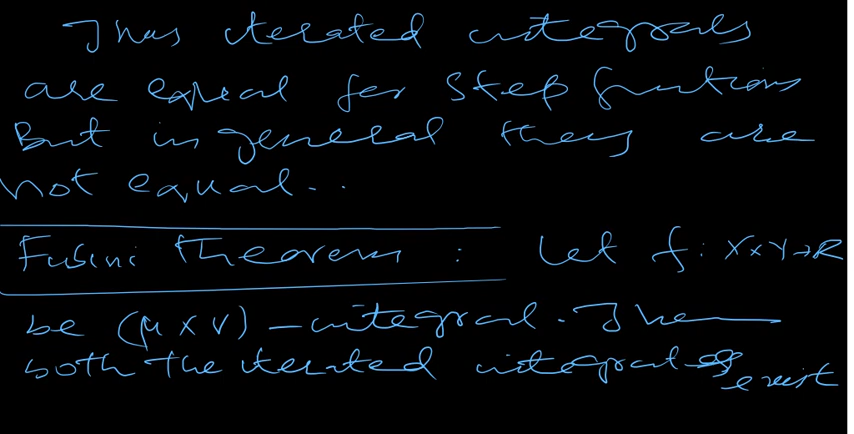 Thus iterated integrals
are equal for step functions
But in general they are
not equal...
Fubini Theorem : Let f: X×Y→R
be (μ×ν)-integral. Then
both the iterated integrals exist